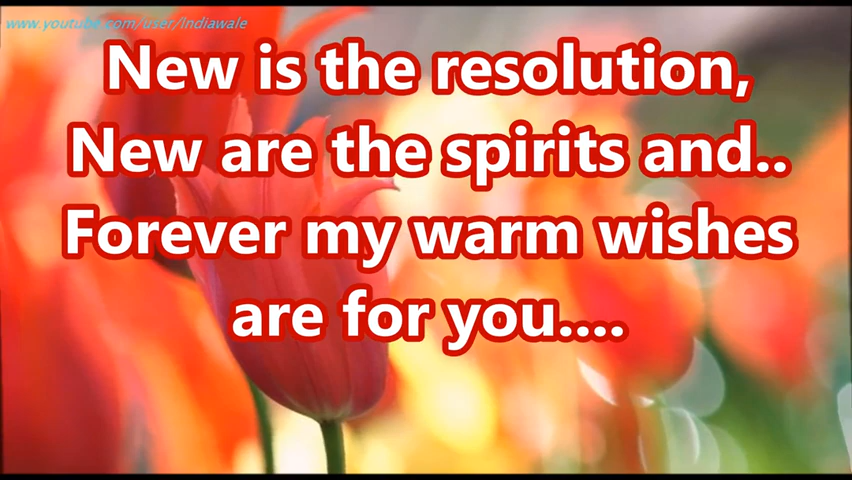 www.youtube.com/user/Indiawale
New is the resolution,
New are the spirits and..
Forever my warm wishes
are for you....